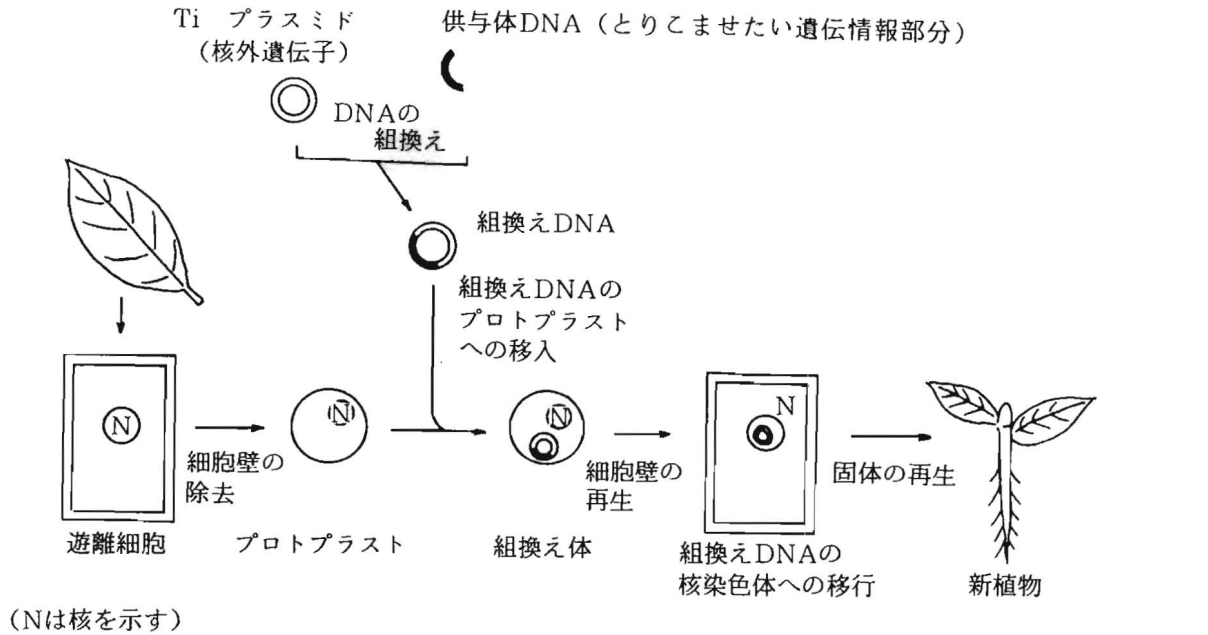 Ti プラスミド
(核外遺伝子)
供与体DNA(とりこませたい遺伝情報部分)
DNAの
組換え
組換えDNA
組換えDNAの
プロトプラスト
への移入
N
N
N
N
細胞壁の
除去
細胞壁の
再生
固体の再生
遊離細胞
プロトプラスト
組換え体
組換えDNAの
核染色体への移行
新植物
(Nは核を示す)